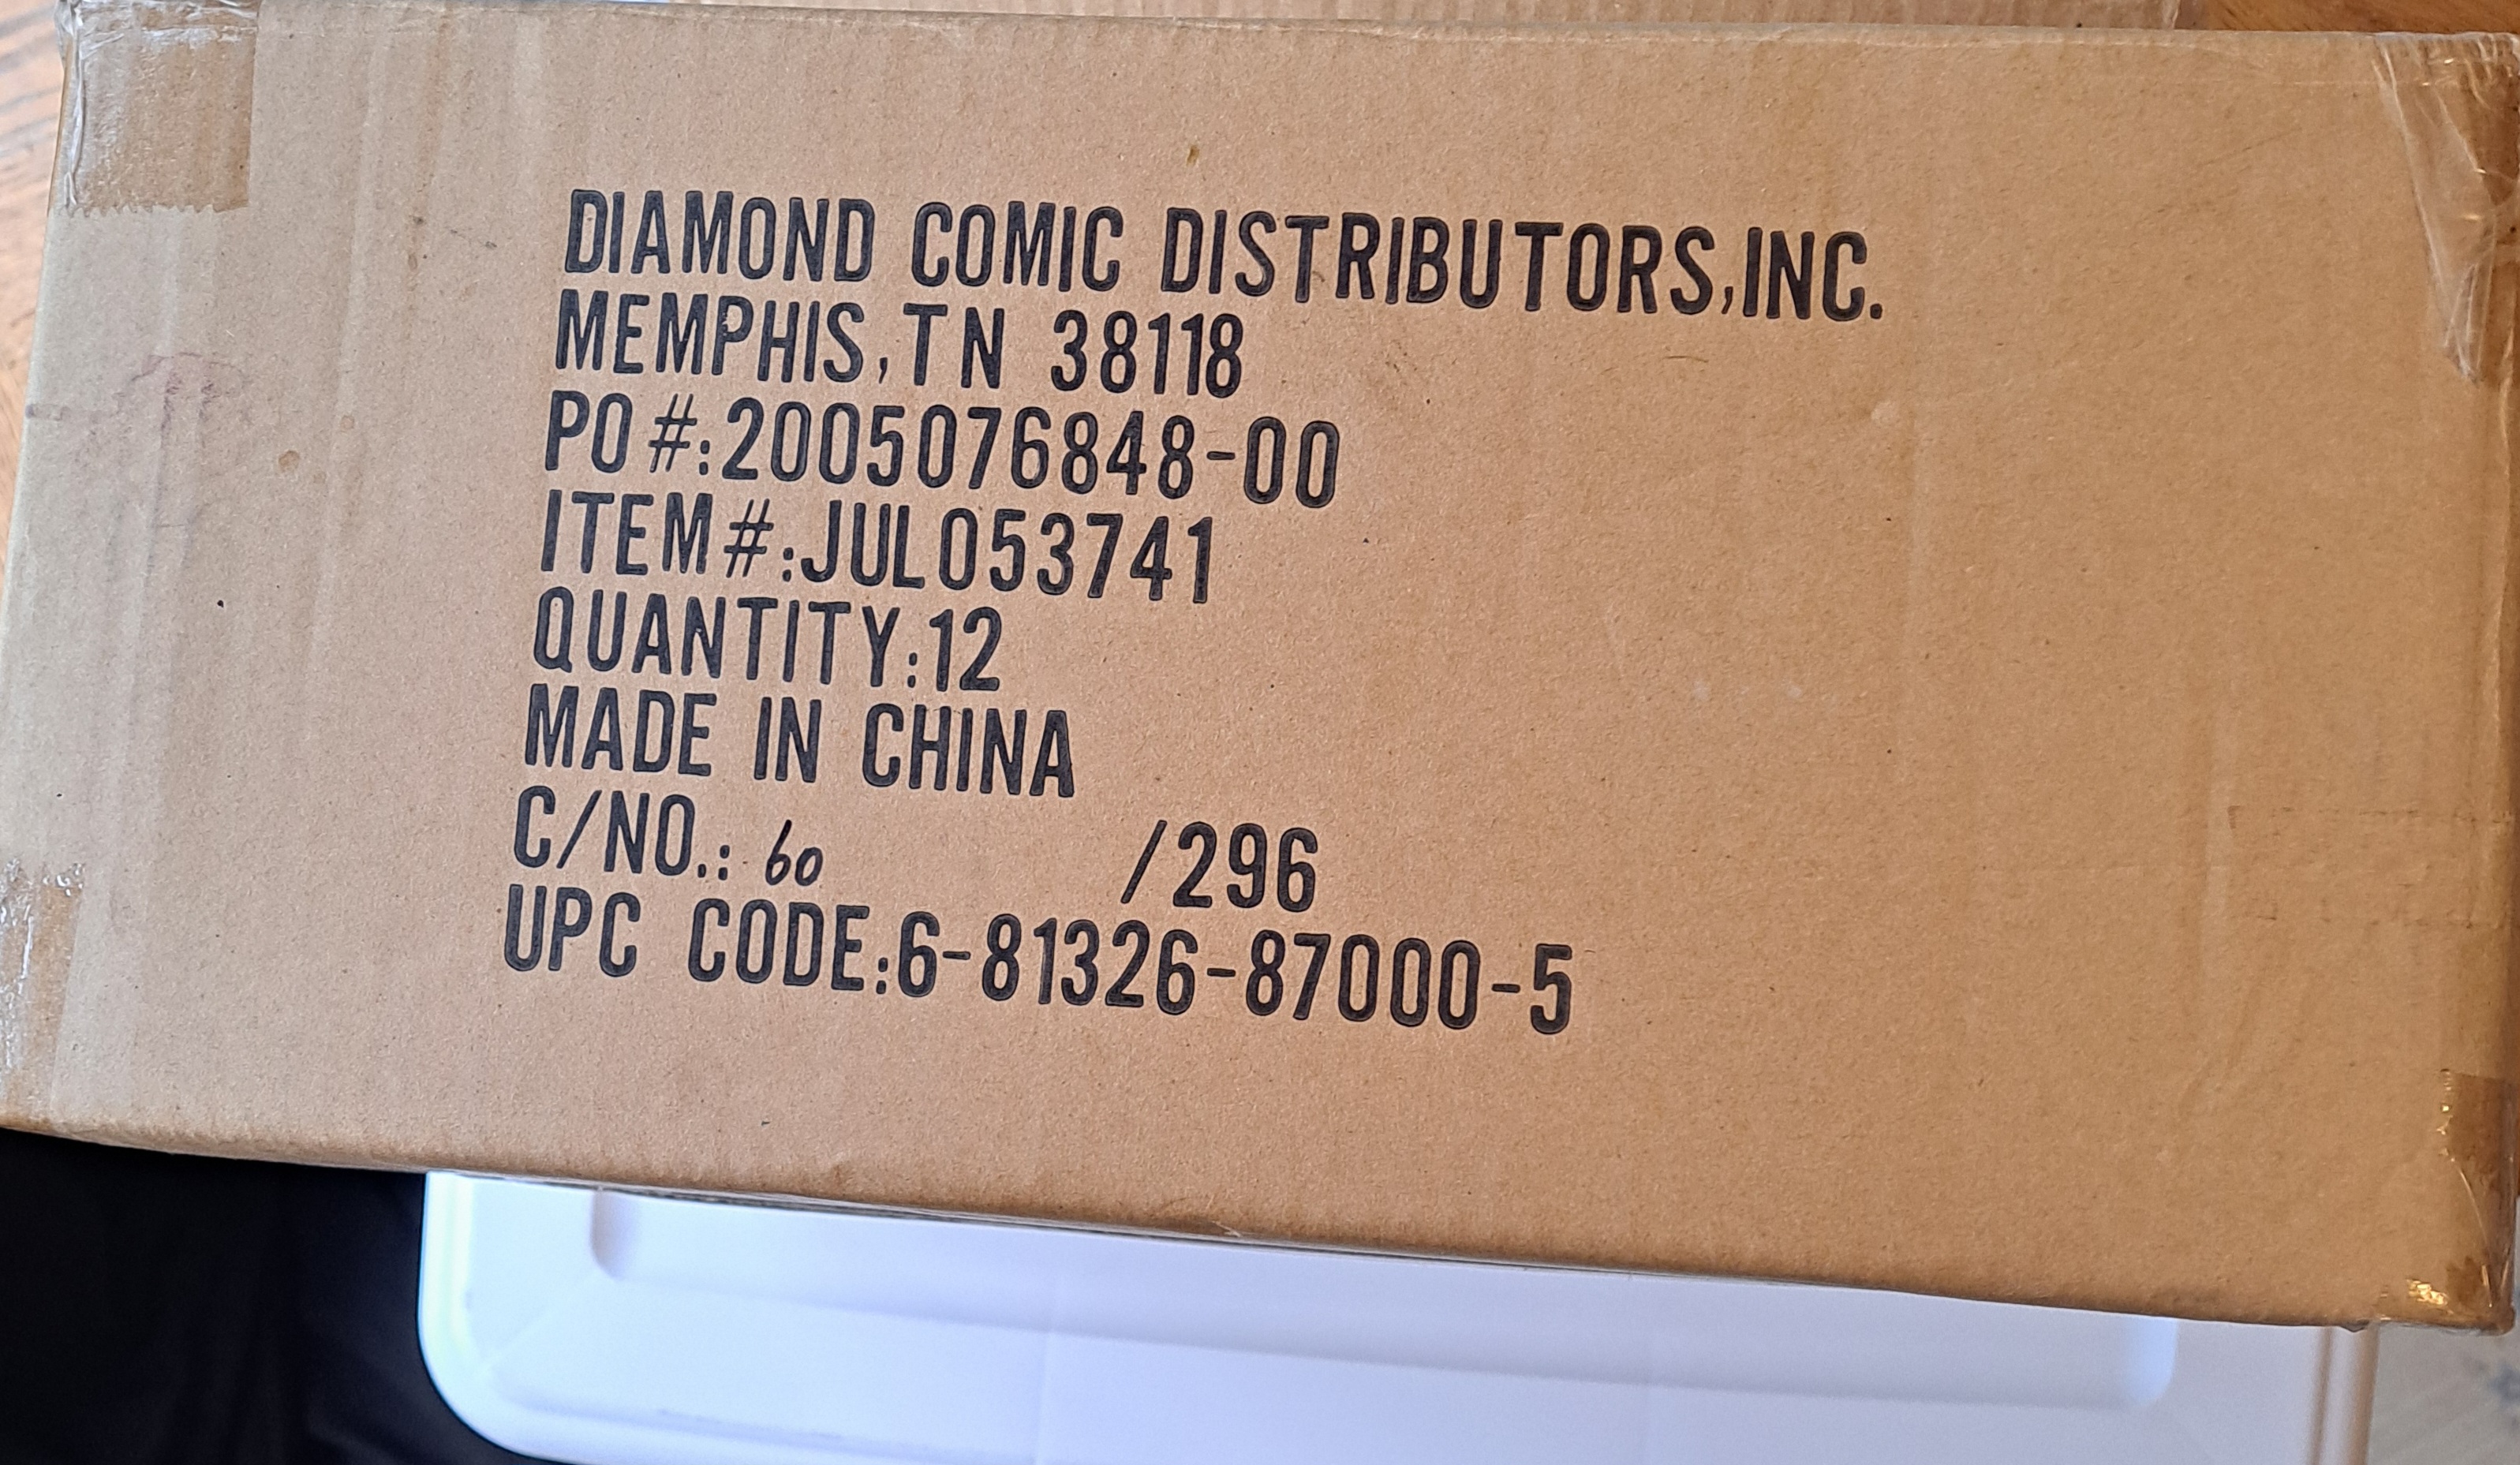 DIAMOND COMIC DISTRIBUTORS,INC.
MEMPHIS,TN 38118
PO#:2005076848-00
ITEM#:JUL053741
QUANTITY:12
MADE IN CHINA
C/NO.: 60 /296
UPC CODE:6-81326-87000-5